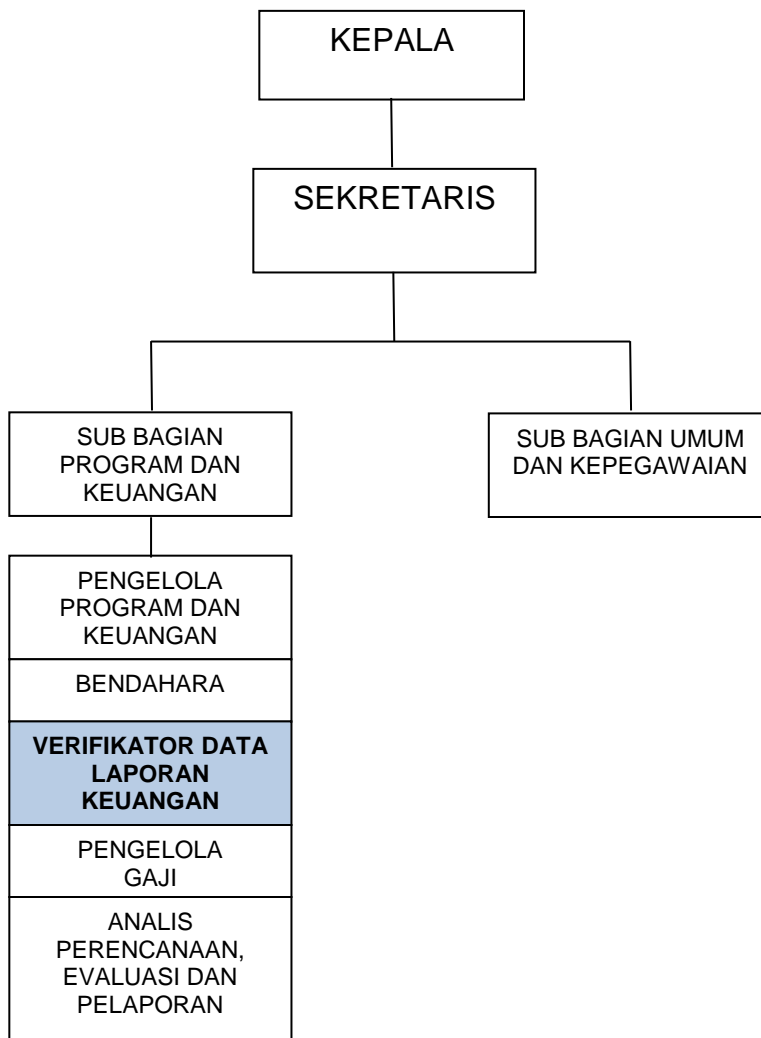 KEPALA
SEKRETARIS
SUB BAGIAN
PROGRAM DAN
KEUANGAN
SUB BAGIAN UMUM
DAN KEPEGAWAIAN
PENGELOLA
PROGRAM DAN
KEUANGAN
BENDAHARA
VERIFIKATOR DATA
LAPORAN
KEUANGAN
PENGELOLA
GAJI
ANALIS
PERENCANAAN,
EVALUASI DAN
PELAPORAN